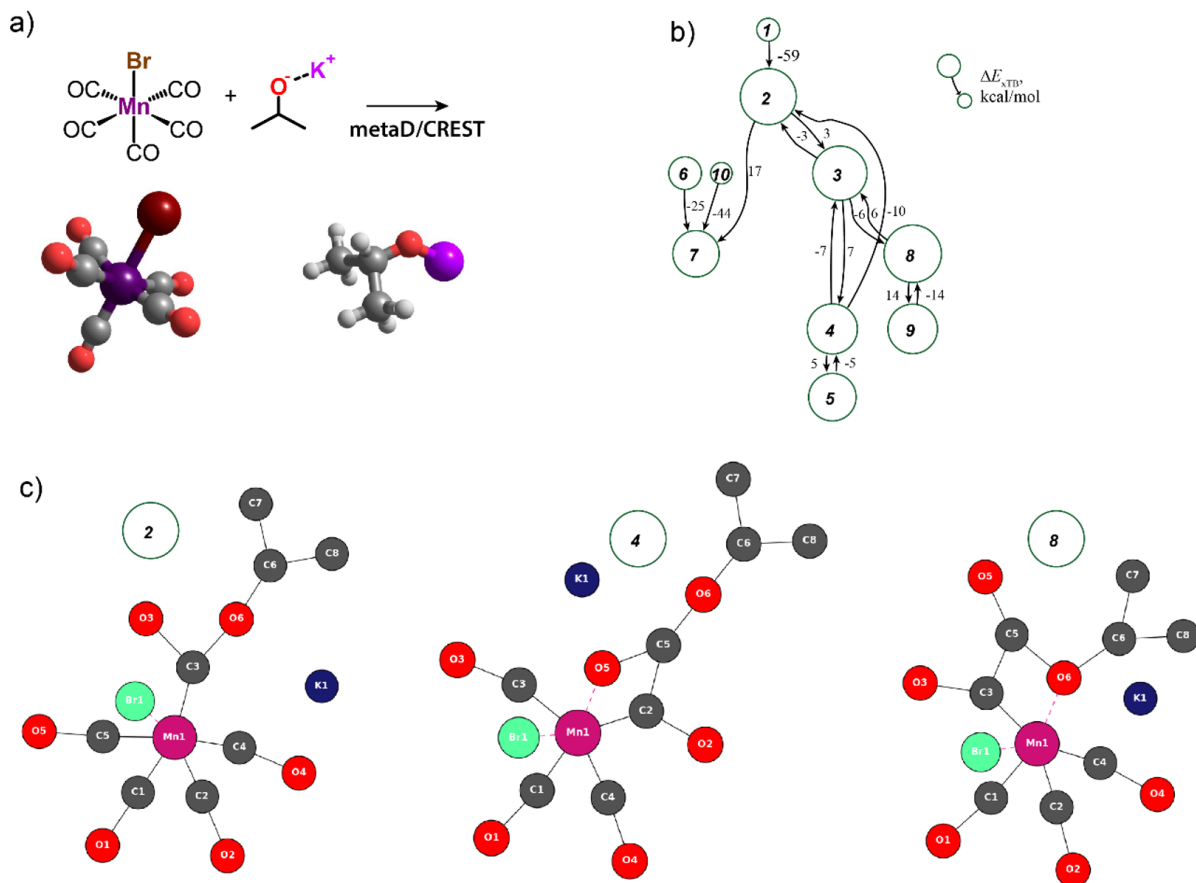 a)
Br
Mn
OC
CO
OC
CO
CO
+
O-
K+
metaD/CREST
b)
1
-59
2
-3
3
3
17
6
10
-25
-44
7
-7
7
-6
6
-10
8
14
-14
9
4
5
-5
5
ΔE xTB,
kcal/mol
c)
2
C7
C8
C6
O3
O6
C3
K1
Br1
Mn1
O5
C5
C4
O4
C1
C2
O1
O2
4
C7
C8
C6
K1
O6
C5
O3
O5
C3
C2
Br1
Mn1
O2
C1
C4
O1
O4
8
O5
C7
C5
C6
C8
O3
C3
O6
K1
Br1
Mn1
C4
C1
C2
O4
O1
O2